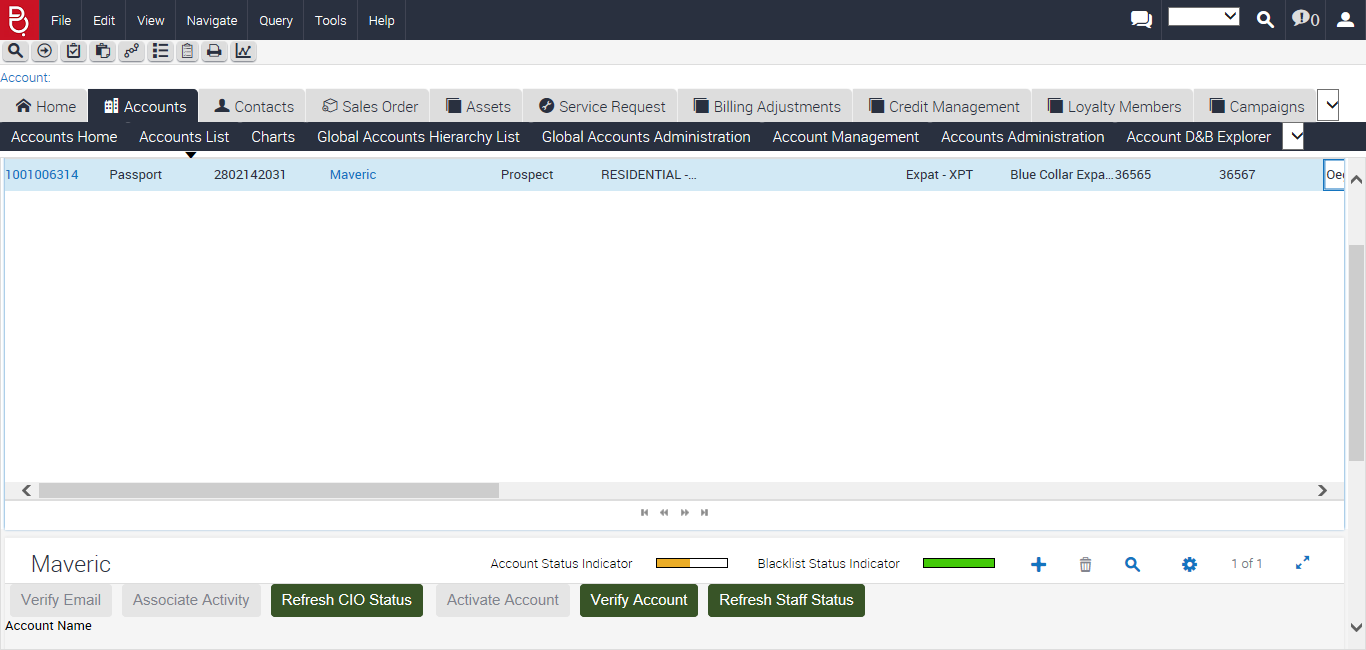 File Edit View Navigate Query Tools Help 0
Account:
Home Accounts Contacts Sales Order Assets Service Request Billing Adjustments Credit Management Loyalty Members Campaigns
Accounts Home Accounts List Charts Global Accounts Hierarchy List Global Accounts Administration Account Management Accounts Administration Account D&B Explorer
1001006314 Passport 2802142031 Maveric Prospect RESIDENTIAL -... Expat - XPT Blue Collar Expa... 36565 36567
Maveric Account Status Indicator Blacklist Status Indicator 1 of 1
Verify Email Associate Activity Refresh CIO Status Activate Account Verify Account Refresh Staff Status
Account Name